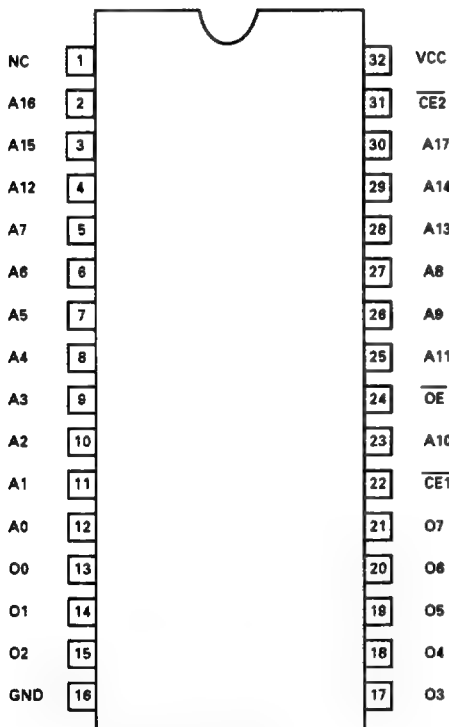 NC 1 32 VCC
A16 2 31 C̅E̅2̅
A15 3 30 A17
A12 4 29 A14
A7 5 28 A13
A6 6 27 A8
A5 7 26 A9
A4 8 25 A11
A3 9 24 O̅E̅
A2 10 23 A10
A1 11 22 C̅E̅1̅
A0 12 21 O7
O0 13 20 O6
O1 14 19 O5
O2 15 18 O4
GND 16 17 O3